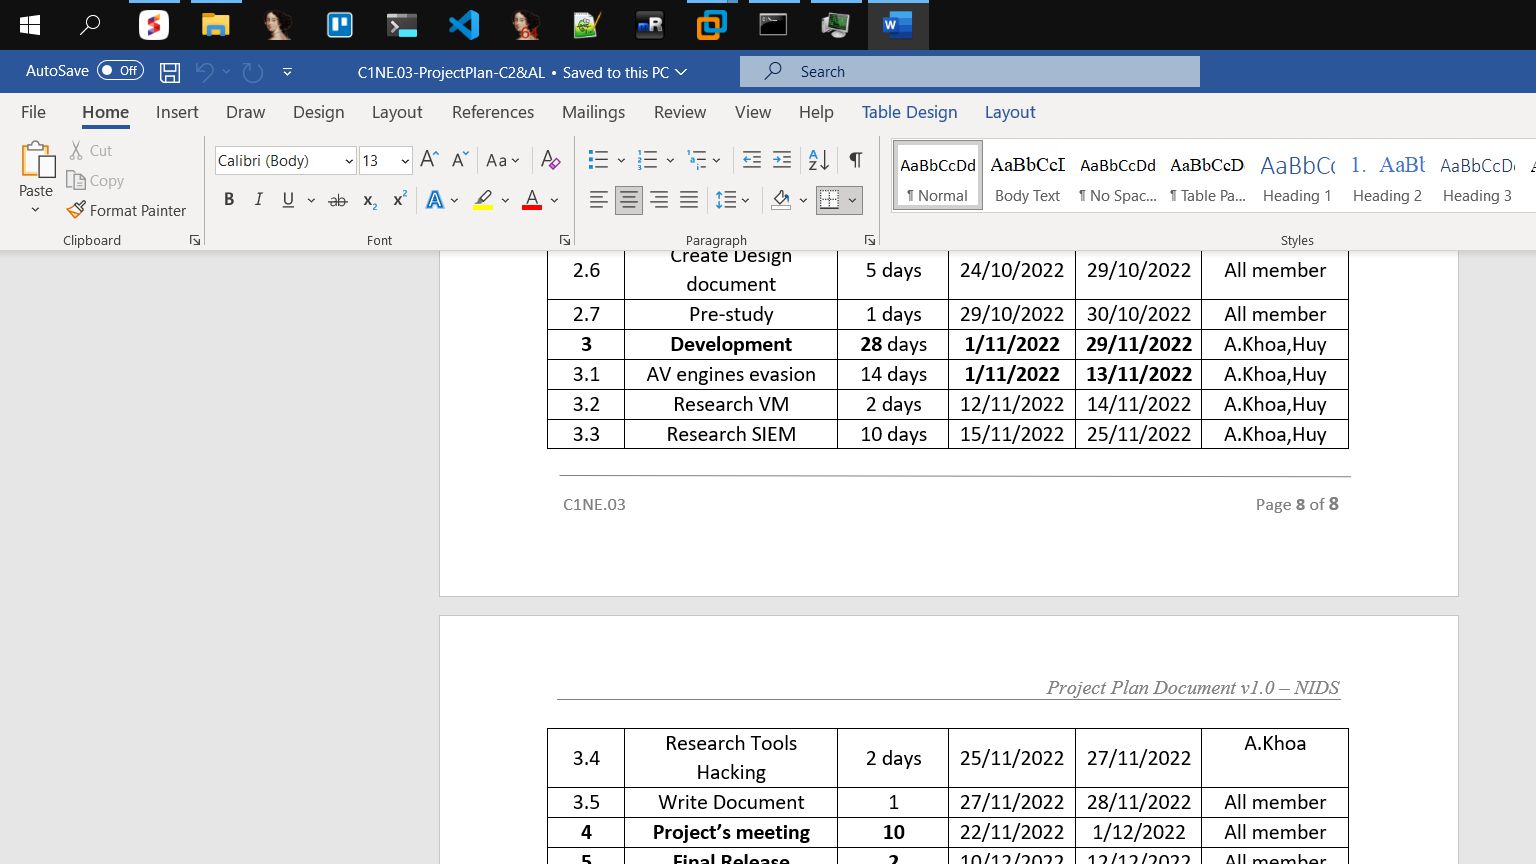 AutoSave Off C1NE.03-ProjectPlan-C2&AL • Saved to this PC Search
File Home Insert Draw Design Layout References Mailings Review View Help Table Design Layout
Paste
Cut
Copy
Format Painter
Clipboard
Calibri (Body) 13
Font
Paragraph
AaBbCcDd AaBbCcI AaBbCcDd AaBbCcD AaBbCc 1. AaBb AaBbCcDc
¶ Normal Body Text ¶ No Spac... ¶ Table Pa... Heading 1 Heading 2 Heading 3
Styles
2.6 Create Design document 5 days 24/10/2022 29/10/2022 All member
2.7 Pre-study 1 days 29/10/2022 30/10/2022 All member
3 Development 28 days 1/11/2022 29/11/2022 A.Khoa,Huy
3.1 AV engines evasion 14 days 1/11/2022 13/11/2022 A.Khoa,Huy
3.2 Research VM 2 days 12/11/2022 14/11/2022 A.Khoa,Huy
3.3 Research SIEM 10 days 15/11/2022 25/11/2022 A.Khoa,Huy
C1NE.03 Page 8 of 8
Project Plan Document v1.0 – NIDS
3.4 Research Tools Hacking 2 days 25/11/2022 27/11/2022 A.Khoa
3.5 Write Document 1 27/11/2022 28/11/2022 All member
4 Project’s meeting 10 22/11/2022 1/12/2022 All member
5 Final Release 2 10/12/2022 12/12/2022 All member